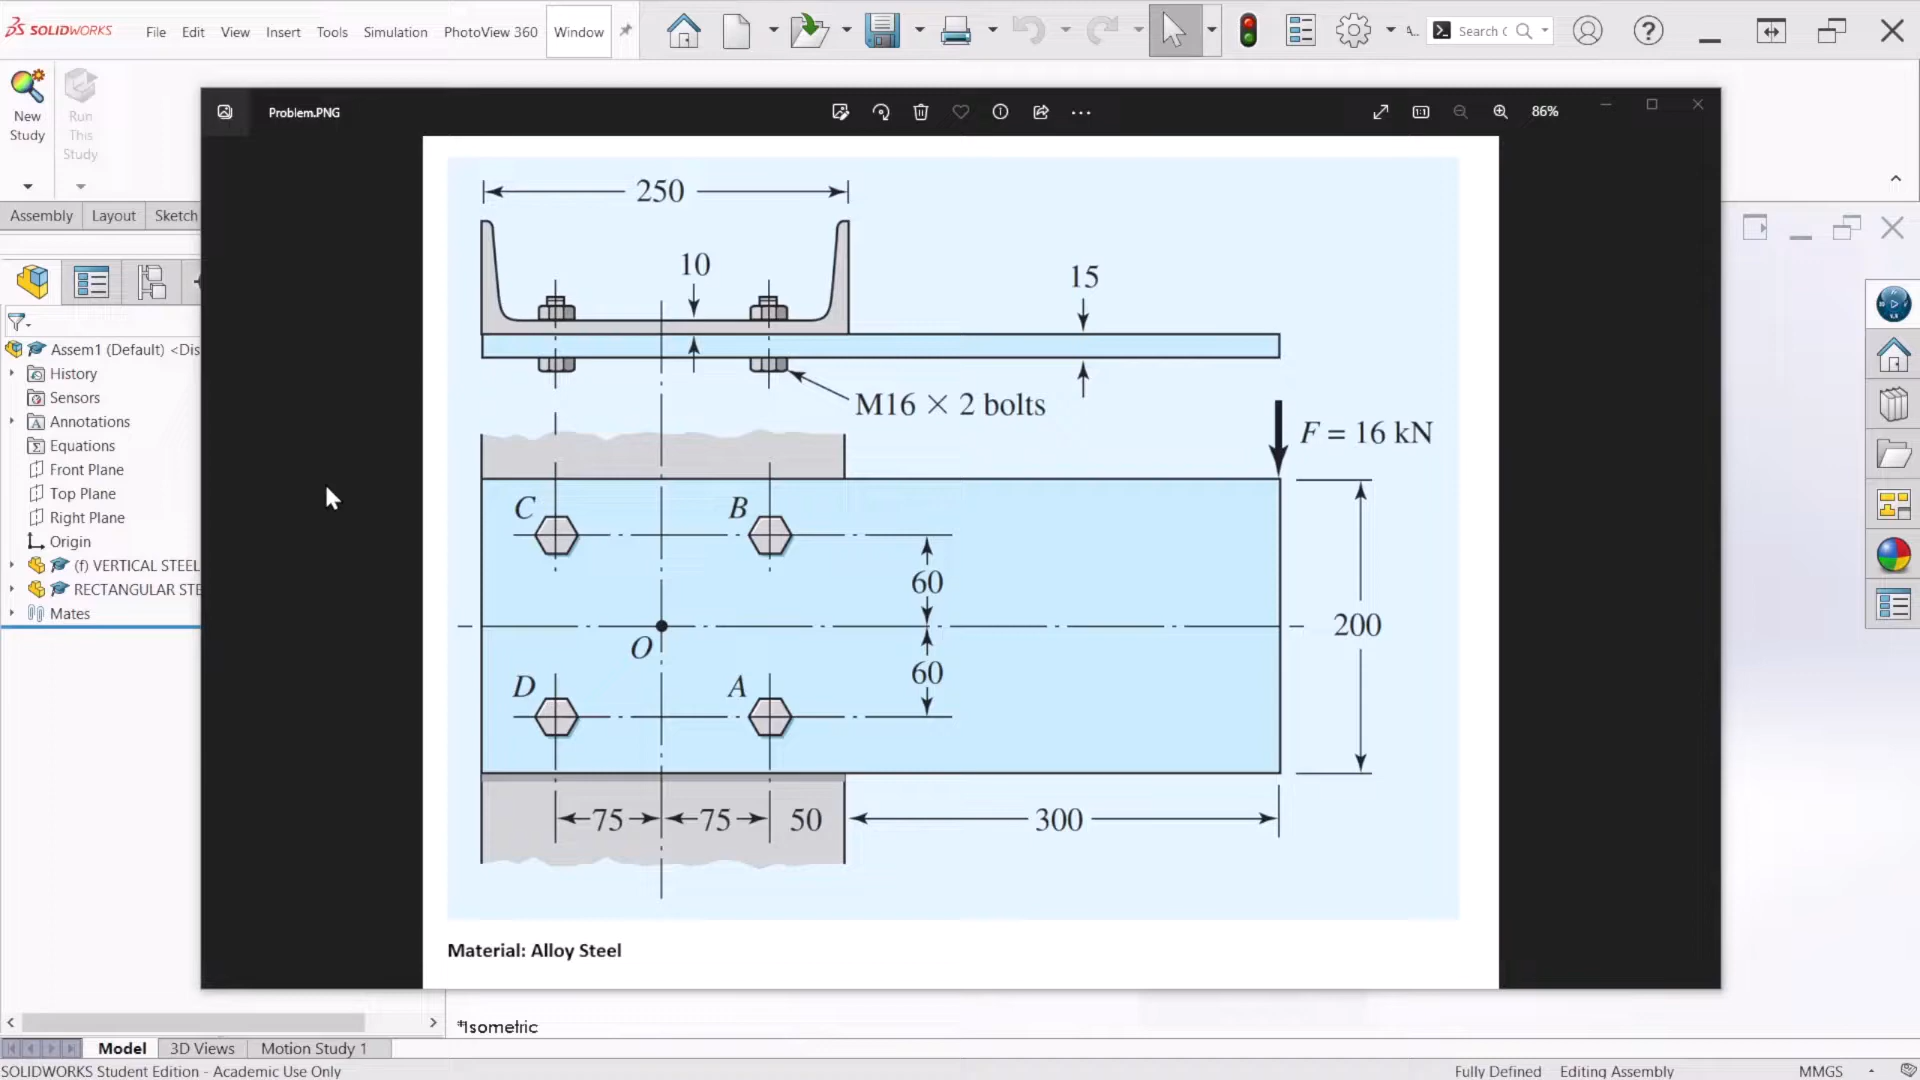 SOLIDWORKS File Edit View Insert Tools Simulation PhotoView 360 Window
New Study
Run This Study
Assembly Layout Sketch
Problem.PNG
86%
Assem1 (Default) <Dis
History
Sensors
Annotations
Equations
Front Plane
Top Plane
Right Plane
Origin
(f) VERTICAL STEEL
RECTANGULAR STE
Mates
250
10
15
M16 × 2 bolts
F = 16 kN
C B
60
O
200
60
D A
75 75 50 300
Material: Alloy Steel
*Isometric
Model 3D Views Motion Study 1
SOLIDWORKS Student Edition - Academic Use Only
Fully Defined Editing Assembly MMGS